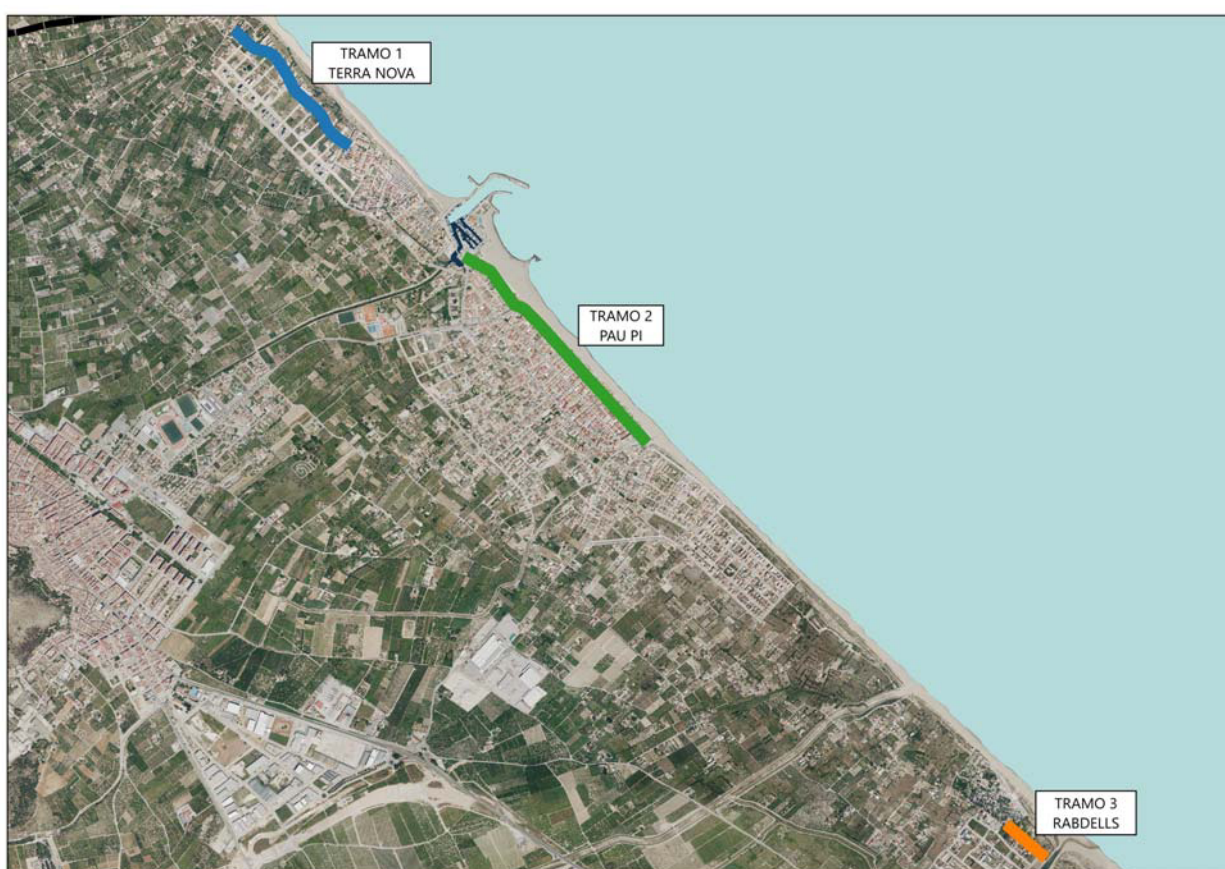 TRAMO 1
TERRA NOVA
TRAMO 2
PAU PI
TRAMO 3
RABDELLS